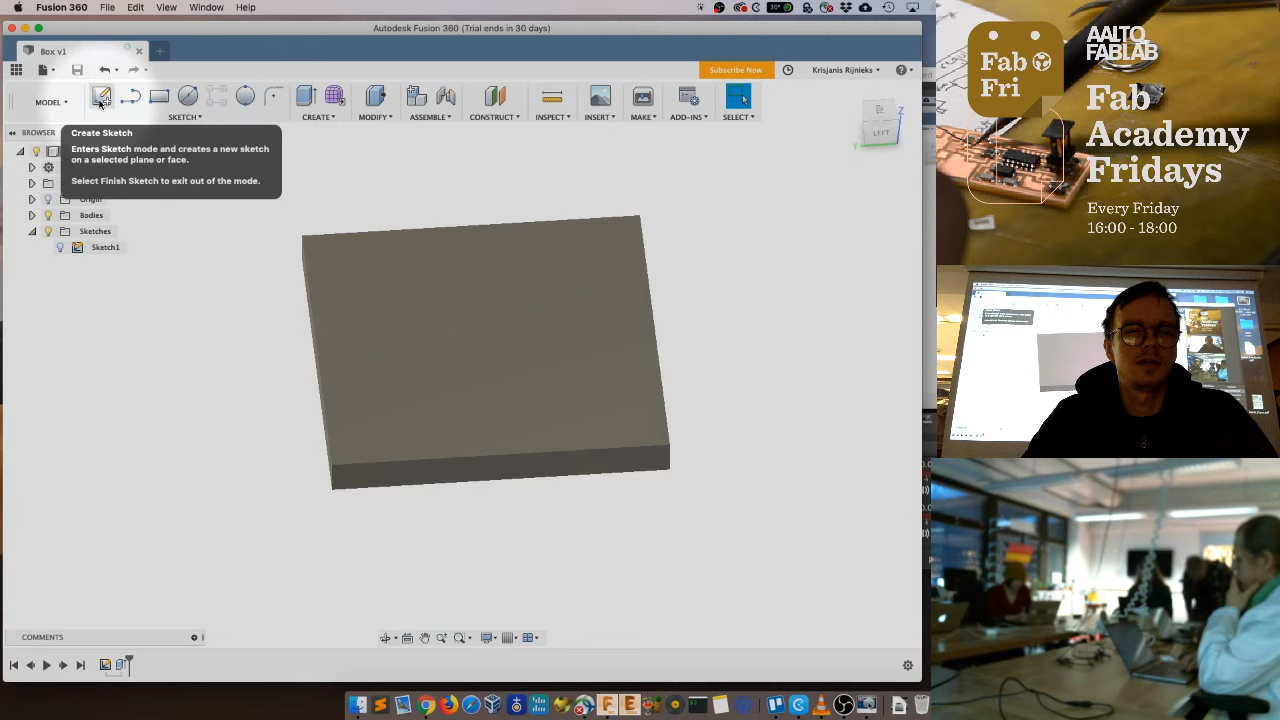 Fusion 360 File Edit View Window Help
30°
Autodesk Fusion 360 (Trial ends in 30 days)
Box v1
Subscribe Now
Krisjanis Rijnieks
MODEL
SKETCH
CREATE
MODIFY
ASSEMBLE
CONSTRUCT
INSPECT
INSERT
MAKE
ADD-INS
SELECT
LEFT
Z
Y
BROWSER
Create Sketch
Enters Sketch mode and creates a new sketch
on a selected plane or face.
Select Finish Sketch to exit out of the mode.
Origin
Bodies
Sketches
Sketch1
COMMENTS
Fab
Fri
AALTO
FABLAB
Fab
Academy
Fridays
Every Friday
16:00 - 18:00